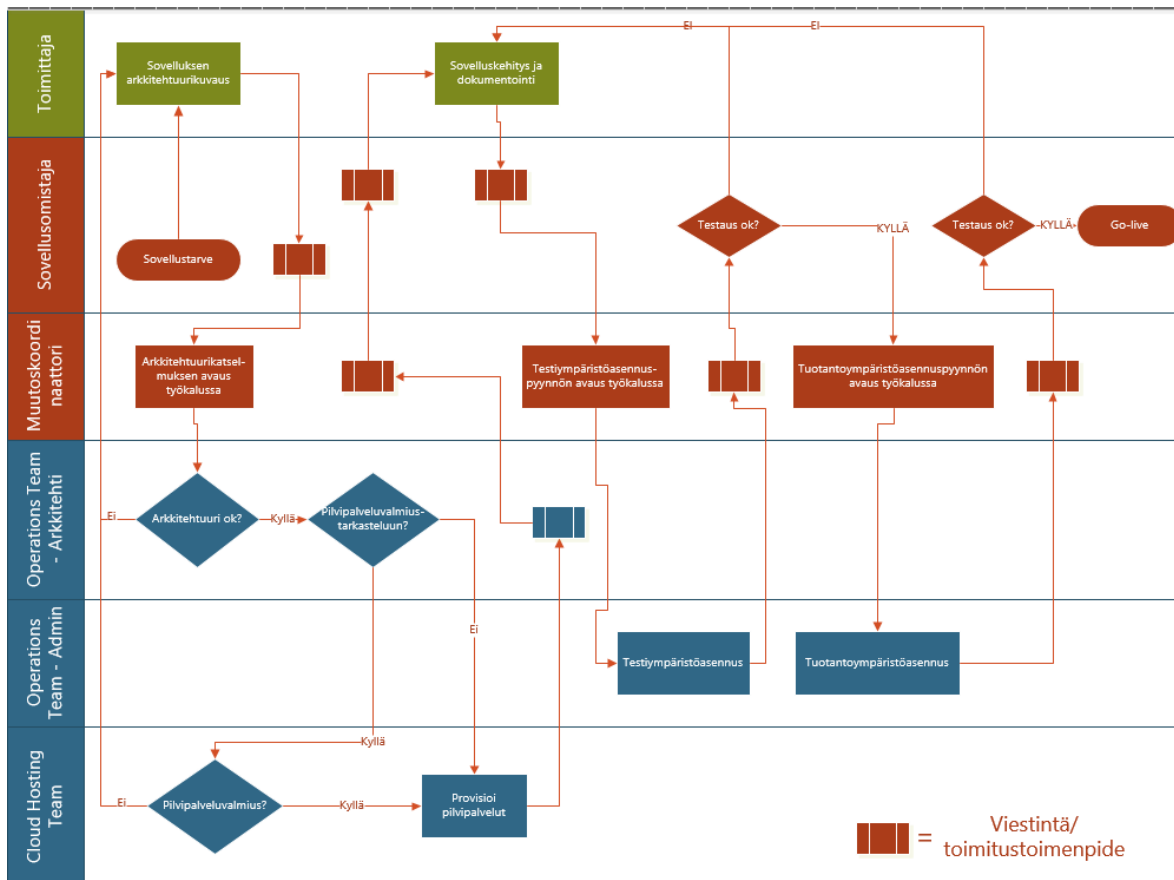 Toimittaja
EI
EI
Sovelluksen
arkkitehtuurikuvaus
Sovelluskehitys ja
dokumentointi
Sovellusomistaja
Sovellustarve
Testaus ok?
KYLLÄ
Testaus ok?
KYLLÄ
Go-live
Muutoskoordi
naattori
Arkkitehtuurikatsel-
muksen avaus
työkalussa
Testiympäristöasennus-
pyynnön avaus työkalussa
Tuotantoympäristöasennuspyynnön
avaus työkalussa
Operations Team
- Arkkitehti
Ei
Arkkitehtuuri ok?
Kyllä
Pilvipalveluvalmius-
tarkasteluun?
Operations
Team - Admin
Ei
Testiympäristöasennus
Tuotantoympäristöasennus
Cloud Hosting
Team
Kyllä
Ei
Pilvipalveluvalmius?
Kyllä
Provisioi
pilvipalvelut
= Viestintä/
toimitustoimenpide